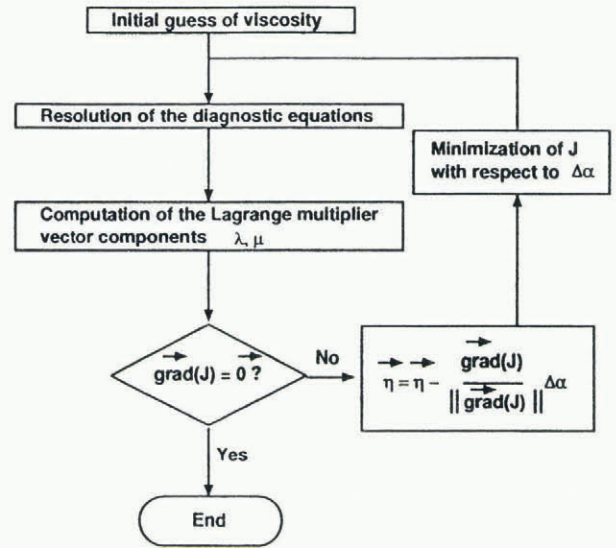 Initial guess of viscosity
Resolution of the diagnostic equations
Minimization of J
with respect to Δα
Computation of the Lagrange multiplier
vector components λ, μ
grad(J) = 0 ?
No
η = η - grad(J) / || grad(J) || Δα
Yes
End